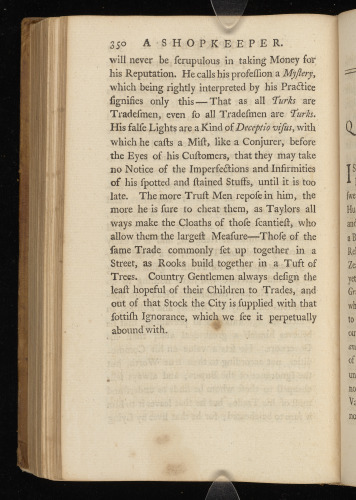 350 A SHOPKEEPER.
will never be ſcrupulous in taking Money for
his Reputation. He calls his profeſſion a Myſtery,
which being rightly interpreted by his Practice
ſignifies only this — That as all Turks are
Tradeſmen, even ſo all Tradeſmen are Turks.
His falſe Lights are a Kind of Deceptio viſus, with
which he caſts a Miſt, like a Conjurer, before
the Eyes of his Cuſtomers, that they may take
no Notice of the Imperfections and Infirmities
of his ſpotted and ſtained Stuffs, until it is too
late. The more Truſt Men repoſe in him, the
more he is ſure to cheat them, as Taylors all
ways make the Cloaths of thoſe ſcantieſt, who
allow them the largeſt Meaſure—Thoſe of the
ſame Trade commonly ſet up together in a
Street, as Rooks build together in a Tuft of
Trees. Country Gentlemen always deſign the
leaſt hopeful of their Children to Trades, and
out of that Stock the City is ſupplied with that
ſottiſh Ignorance, which we ſee it perpetually
abound with.